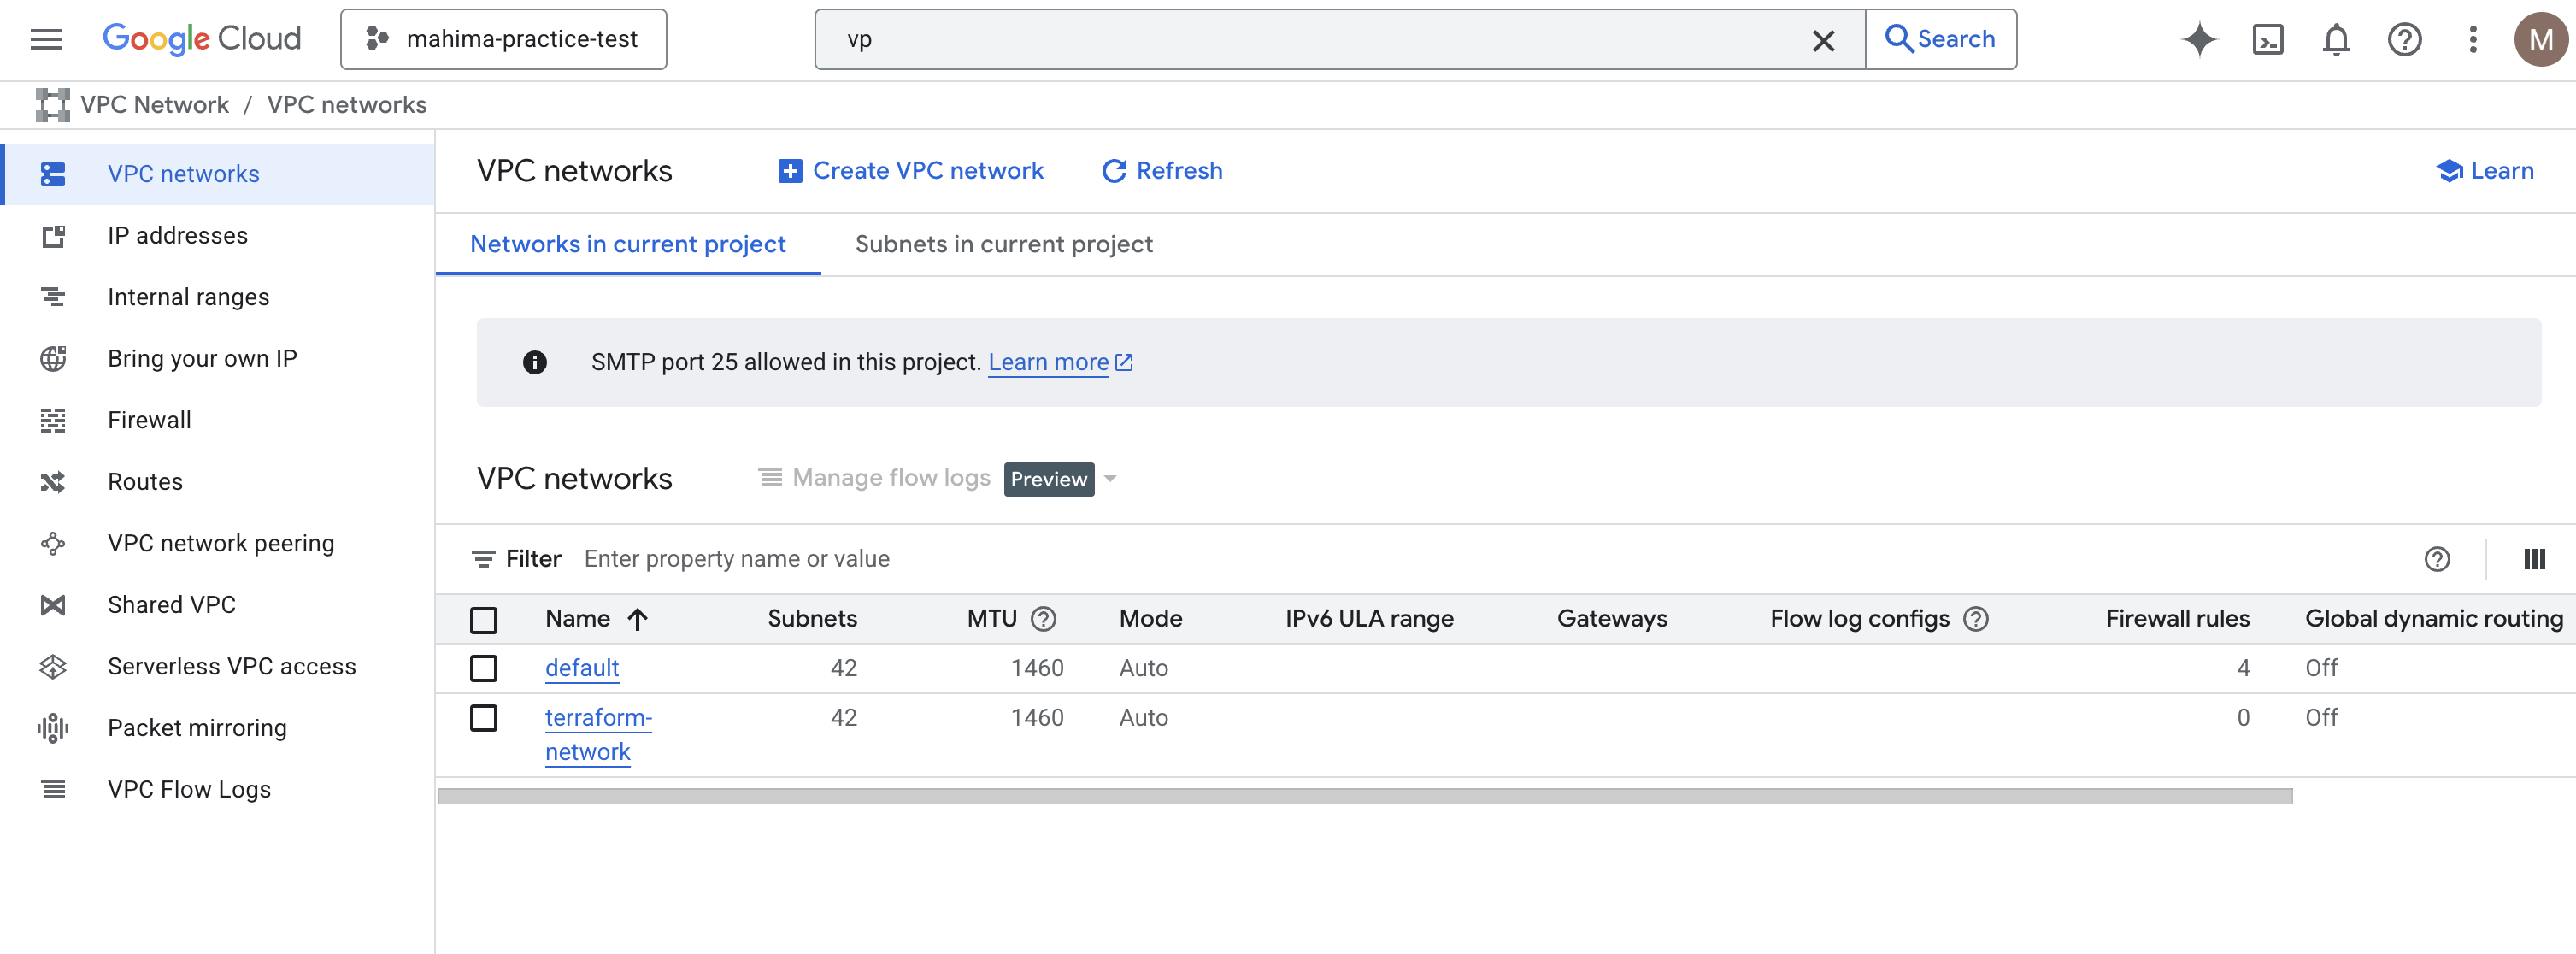 Google Cloud
mahima-practice-test
vp
Search
M
VPC Network / VPC networks
VPC networks
IP addresses
Internal ranges
Bring your own IP
Firewall
Routes
VPC network peering
Shared VPC
Serverless VPC access
Packet mirroring
VPC Flow Logs
VPC networks
Create VPC network
Refresh
Learn
Networks in current project
Subnets in current project
SMTP port 25 allowed in this project. Learn more
VPC networks
Manage flow logs Preview
Filter Enter property name or value
Name Subnets MTU Mode IPv6 ULA range Gateways Flow log configs Firewall rules Global dynamic routing
default 42 1460 Auto 4 Off
terraform- 42 1460 Auto 0 Off
network